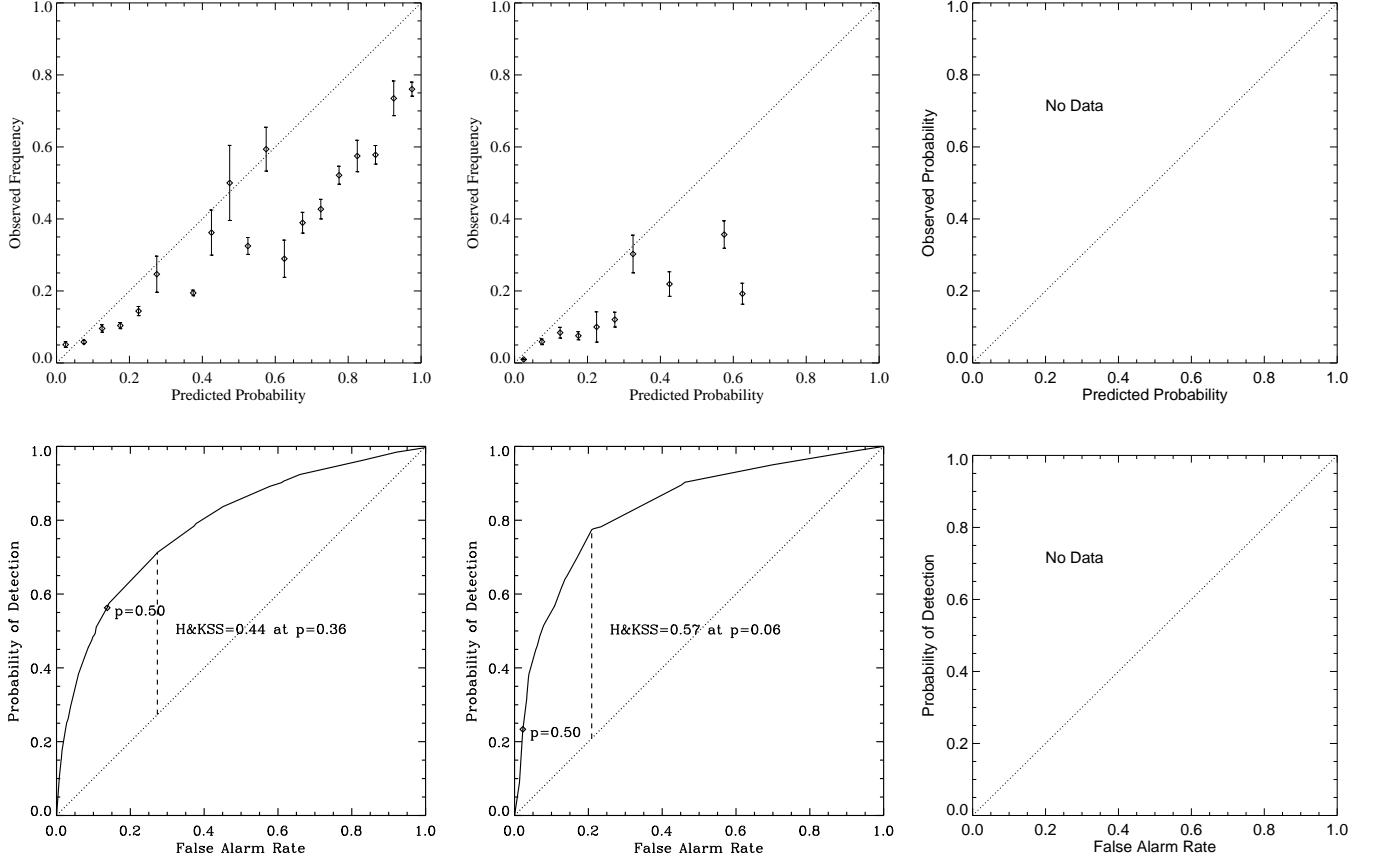 1.0
0.8
0.6
0.4
0.2
0.0
Observed Frequency
0.0 0.2 0.4 0.6 0.8 1.0
Predicted Probability
1.0
0.8
0.6
0.4
0.2
0.0
Observed Frequency
0.0 0.2 0.4 0.6 0.8 1.0
Predicted Probability
1.0
0.8
0.6
0.4
0.2
0.0
Observed Probability
No Data
0.0 0.2 0.4 0.6 0.8 1.0
Predicted Probability
1.0
0.8
0.6
0.4
0.2
0.0
Probability of Detection
p=0.50
H&KSS=0.44 at p=0.36
0.0 0.2 0.4 0.6 0.8 1.0
False Alarm Rate
1.0
0.8
0.6
0.4
0.2
0.0
Probability of Detection
H&KSS=0.57 at p=0.06
p=0.50
0.0 0.2 0.4 0.6 0.8 1.0
False Alarm Rate
1.0
0.8
0.6
0.4
0.2
0.0
Probability of Detection
No Data
0.0 0.2 0.4 0.6 0.8 1.0
False Alarm Rate